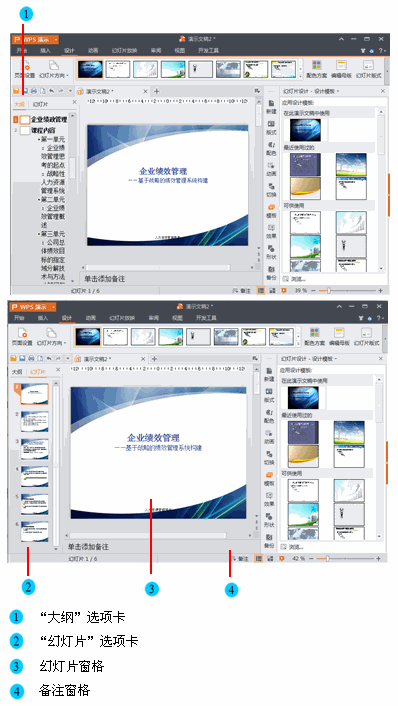 1
WPS 演示
演示文稿2 *
开始 插入 设计 动画 幻灯片放映 审阅 视图 开发工具
页面设置 幻灯片方向 配色方案 编辑母版 幻灯片版式
演示文稿2 *
幻灯片设计 - 设计模板
大纲 幻灯片
应用设计模板:
在此演示文稿中使用
最近使用过的
可供使用
浏览...
1 企业绩效管理
2 课程内容
•第一单元
: 企业绩
效管理思
考的起点
: 战略性
人力资源
管理系统
•第二单元
: 企业绩
效管理概
述
•第三单元
: 公司总
体绩效目
标的指定
域分解技
术与方法
企业绩效管理
——基于战略的绩效管理系统构建
新建
版式
配色
动画
切换
模板
效果
形状
备份
单击添加备注
幻灯片 1 / 6
备注
39 %
WPS 演示
演示文稿2 *
开始 插入 设计 动画 幻灯片放映 审阅 视图 开发工具
页面设置 幻灯片方向 配色方案 编辑母版 幻灯片版式
演示文稿2 *
幻灯片设计 - 设计模板
大纲 幻灯片
应用设计模板:
在此演示文稿中使用
最近使用过的
可供使用
浏览...
1
2
3
4
5
6
企业绩效管理
——基于战略的绩效管理系统构建
新建
版式
配色
动画
切换
模板
效果
形状
备份
单击添加备注
幻灯片 1 / 6
备注
42 %
2
3
4
1 “大纲”选项卡
2 “幻灯片”选项卡
3 幻灯片窗格
4 备注窗格